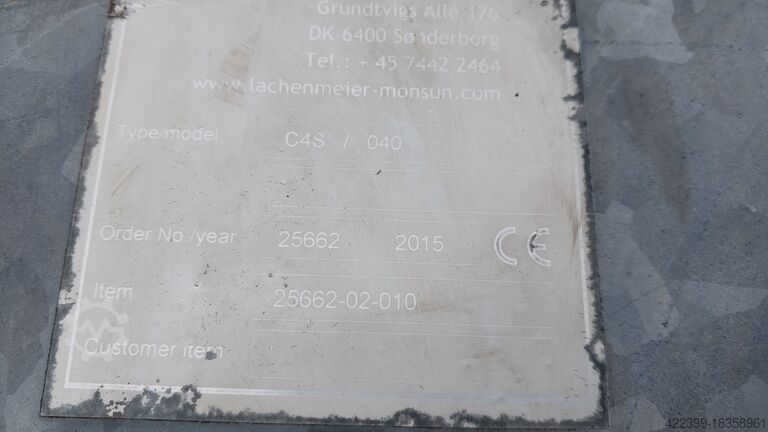 Grundtvigs Allé 176
DK-6400 Sønderborg
Tel.: + 45 7442 2464
www.lachenmeier-monsun.com
Type/model C4S / 040
Order No./year 25662 2015 CE
Item 25662-02-010
Customer item
422399-18358961